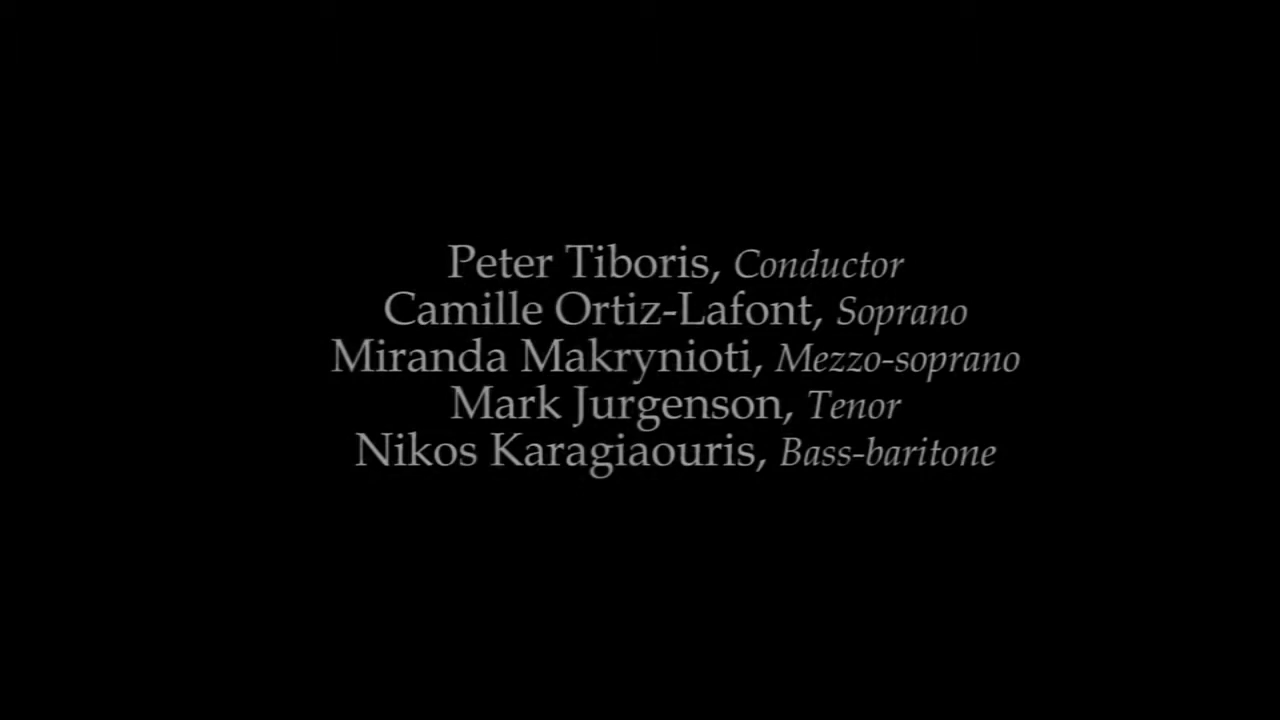 Peter Tiboris, Conductor
Camille Ortiz-Lafont, Soprano
Miranda Makrynioti, Mezzo-soprano
Mark Jurgenson, Tenor
Nikos Karagiaouris, Bass-baritone